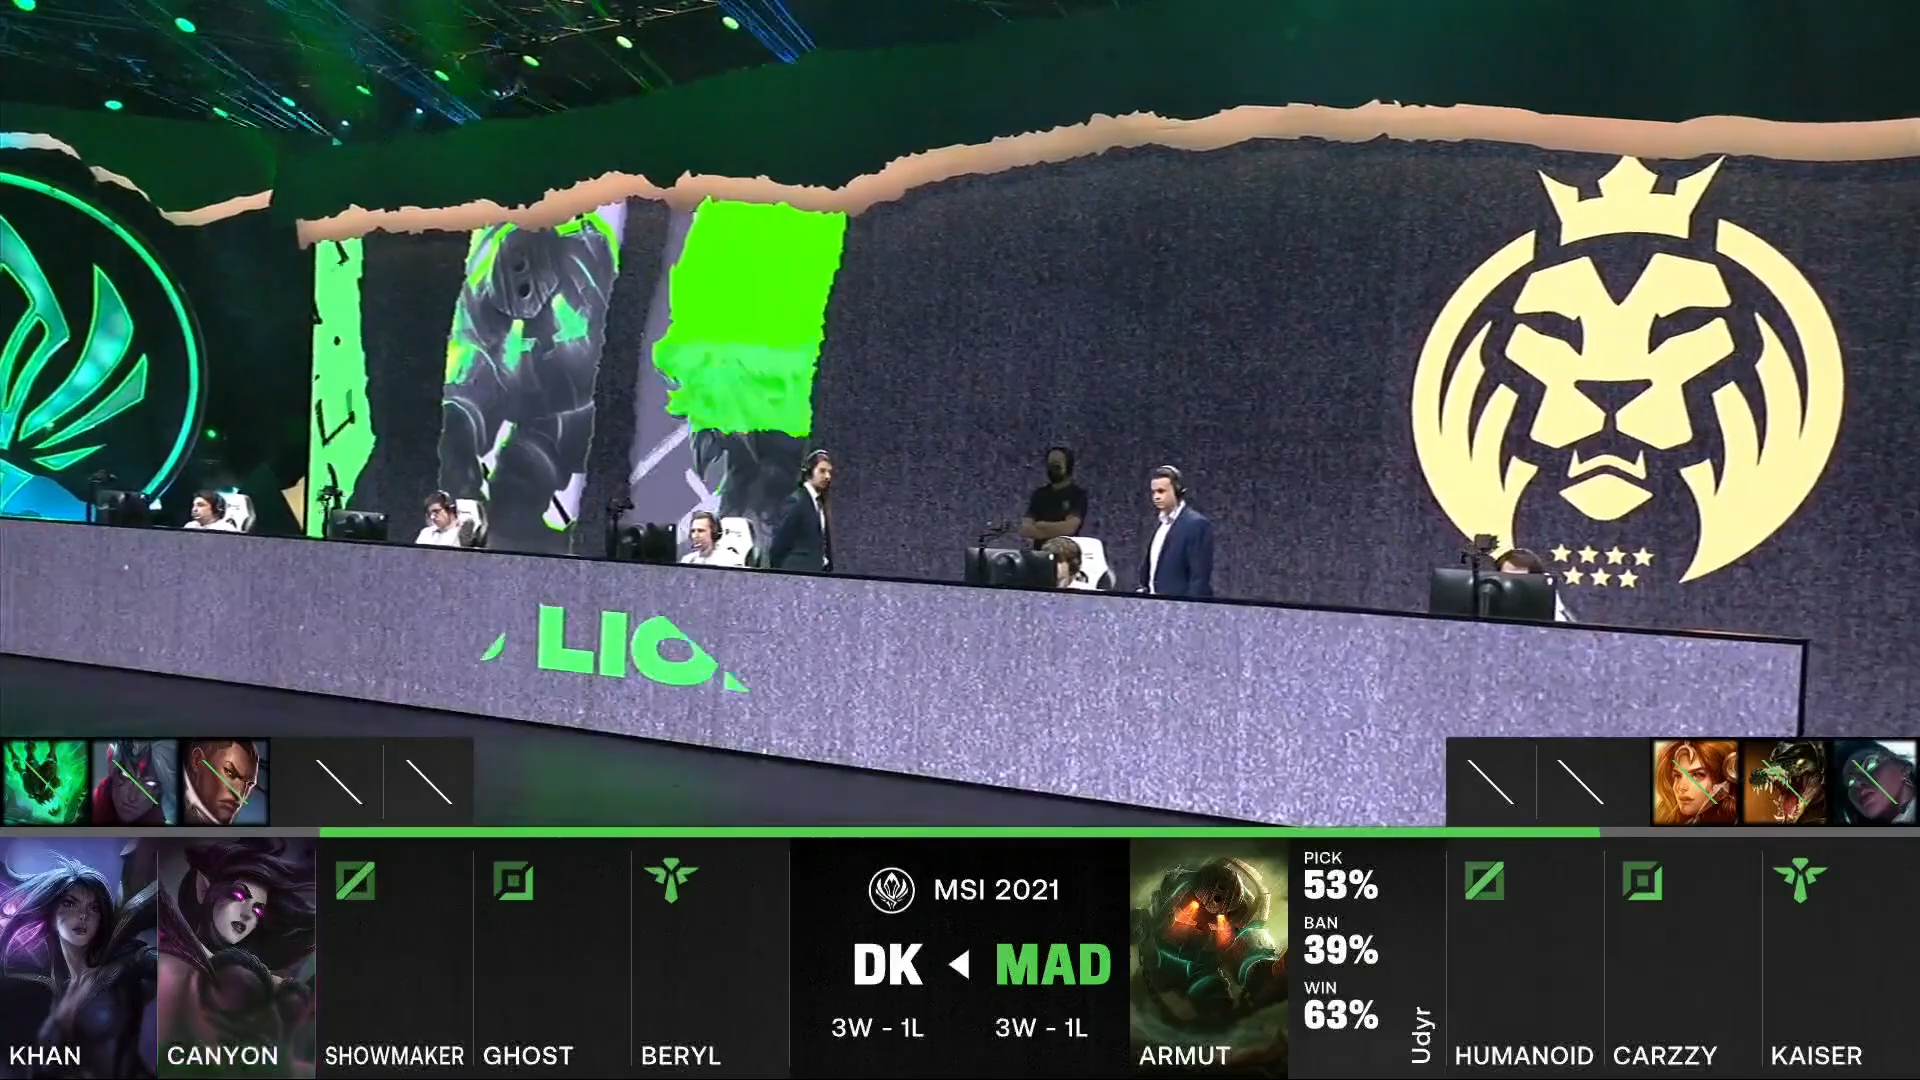 LIO
MSI 2021
DK MAD
3W - 1L 3W - 1L
KHAN
CANYON
SHOWMAKER
GHOST
BERYL
ARMUT
PICK
53%
BAN
39%
WIN
63%
Udyr
HUMANOID
CARZZY
KAISER